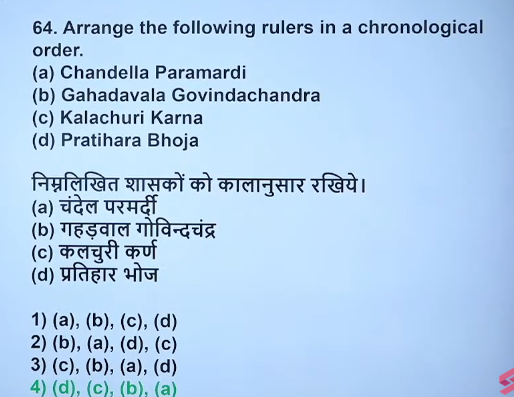 64. Arrange the following rulers in a chronological
order.
(a) Chandella Paramardi
(b) Gahadavala Govindachandra
(c) Kalachuri Karna
(d) Pratihara Bhoja
निम्नलिखित शासकों को कालानुसार रखिये।
(a) चंदेल परमर्दी
(b) गहड़वाल गोविन्दचंद्र
(c) कलचुरी कर्ण
(d) प्रतिहार भोज
1) (a), (b), (c), (d)
2) (b), (a), (d), (c)
3) (c), (b), (a), (d)
4) (d), (c), (b), (a)